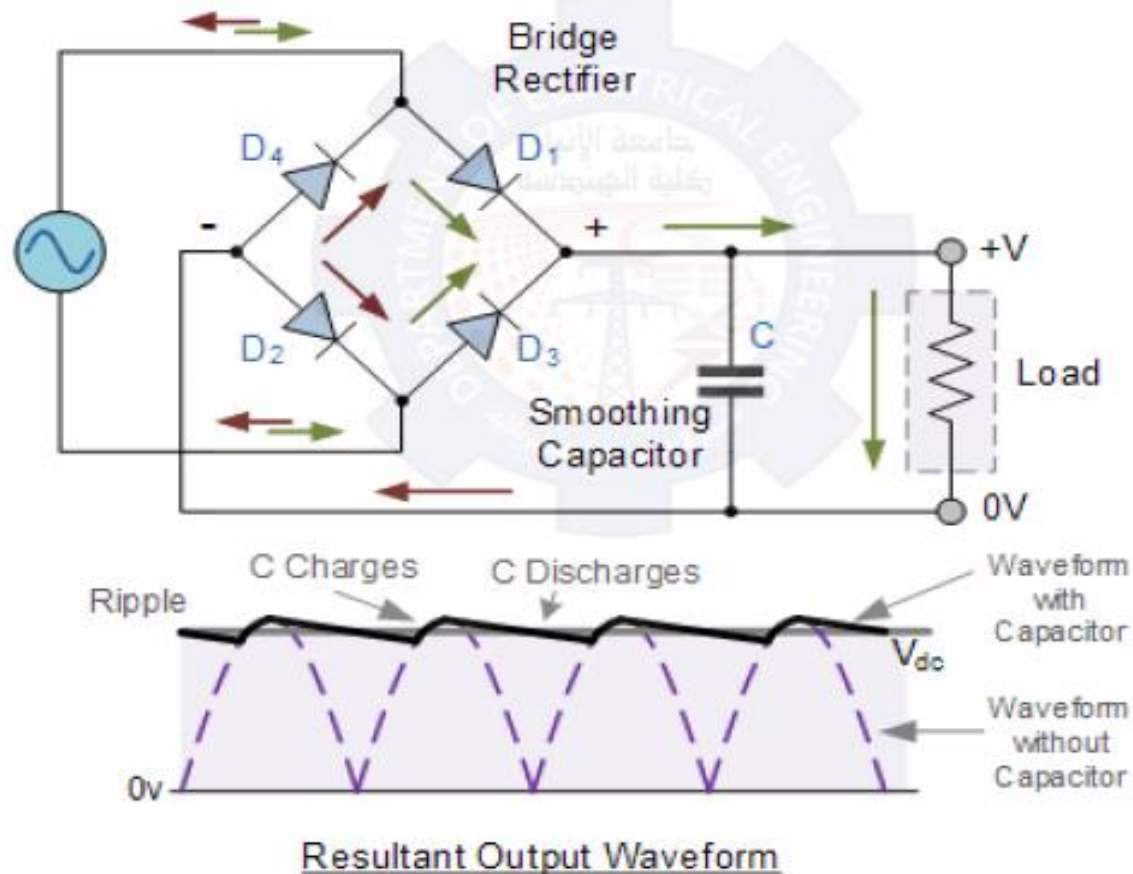 Bridge
Rectifier
D4
D1
-
+
+V
D2
D3
C
Load
Smoothing
Capacitor
0V
C Charges
C Discharges
Waveform
with
Capacitor
Ripple
Vdc
Waveform
without
Capacitor
0v
Resultant Output Waveform